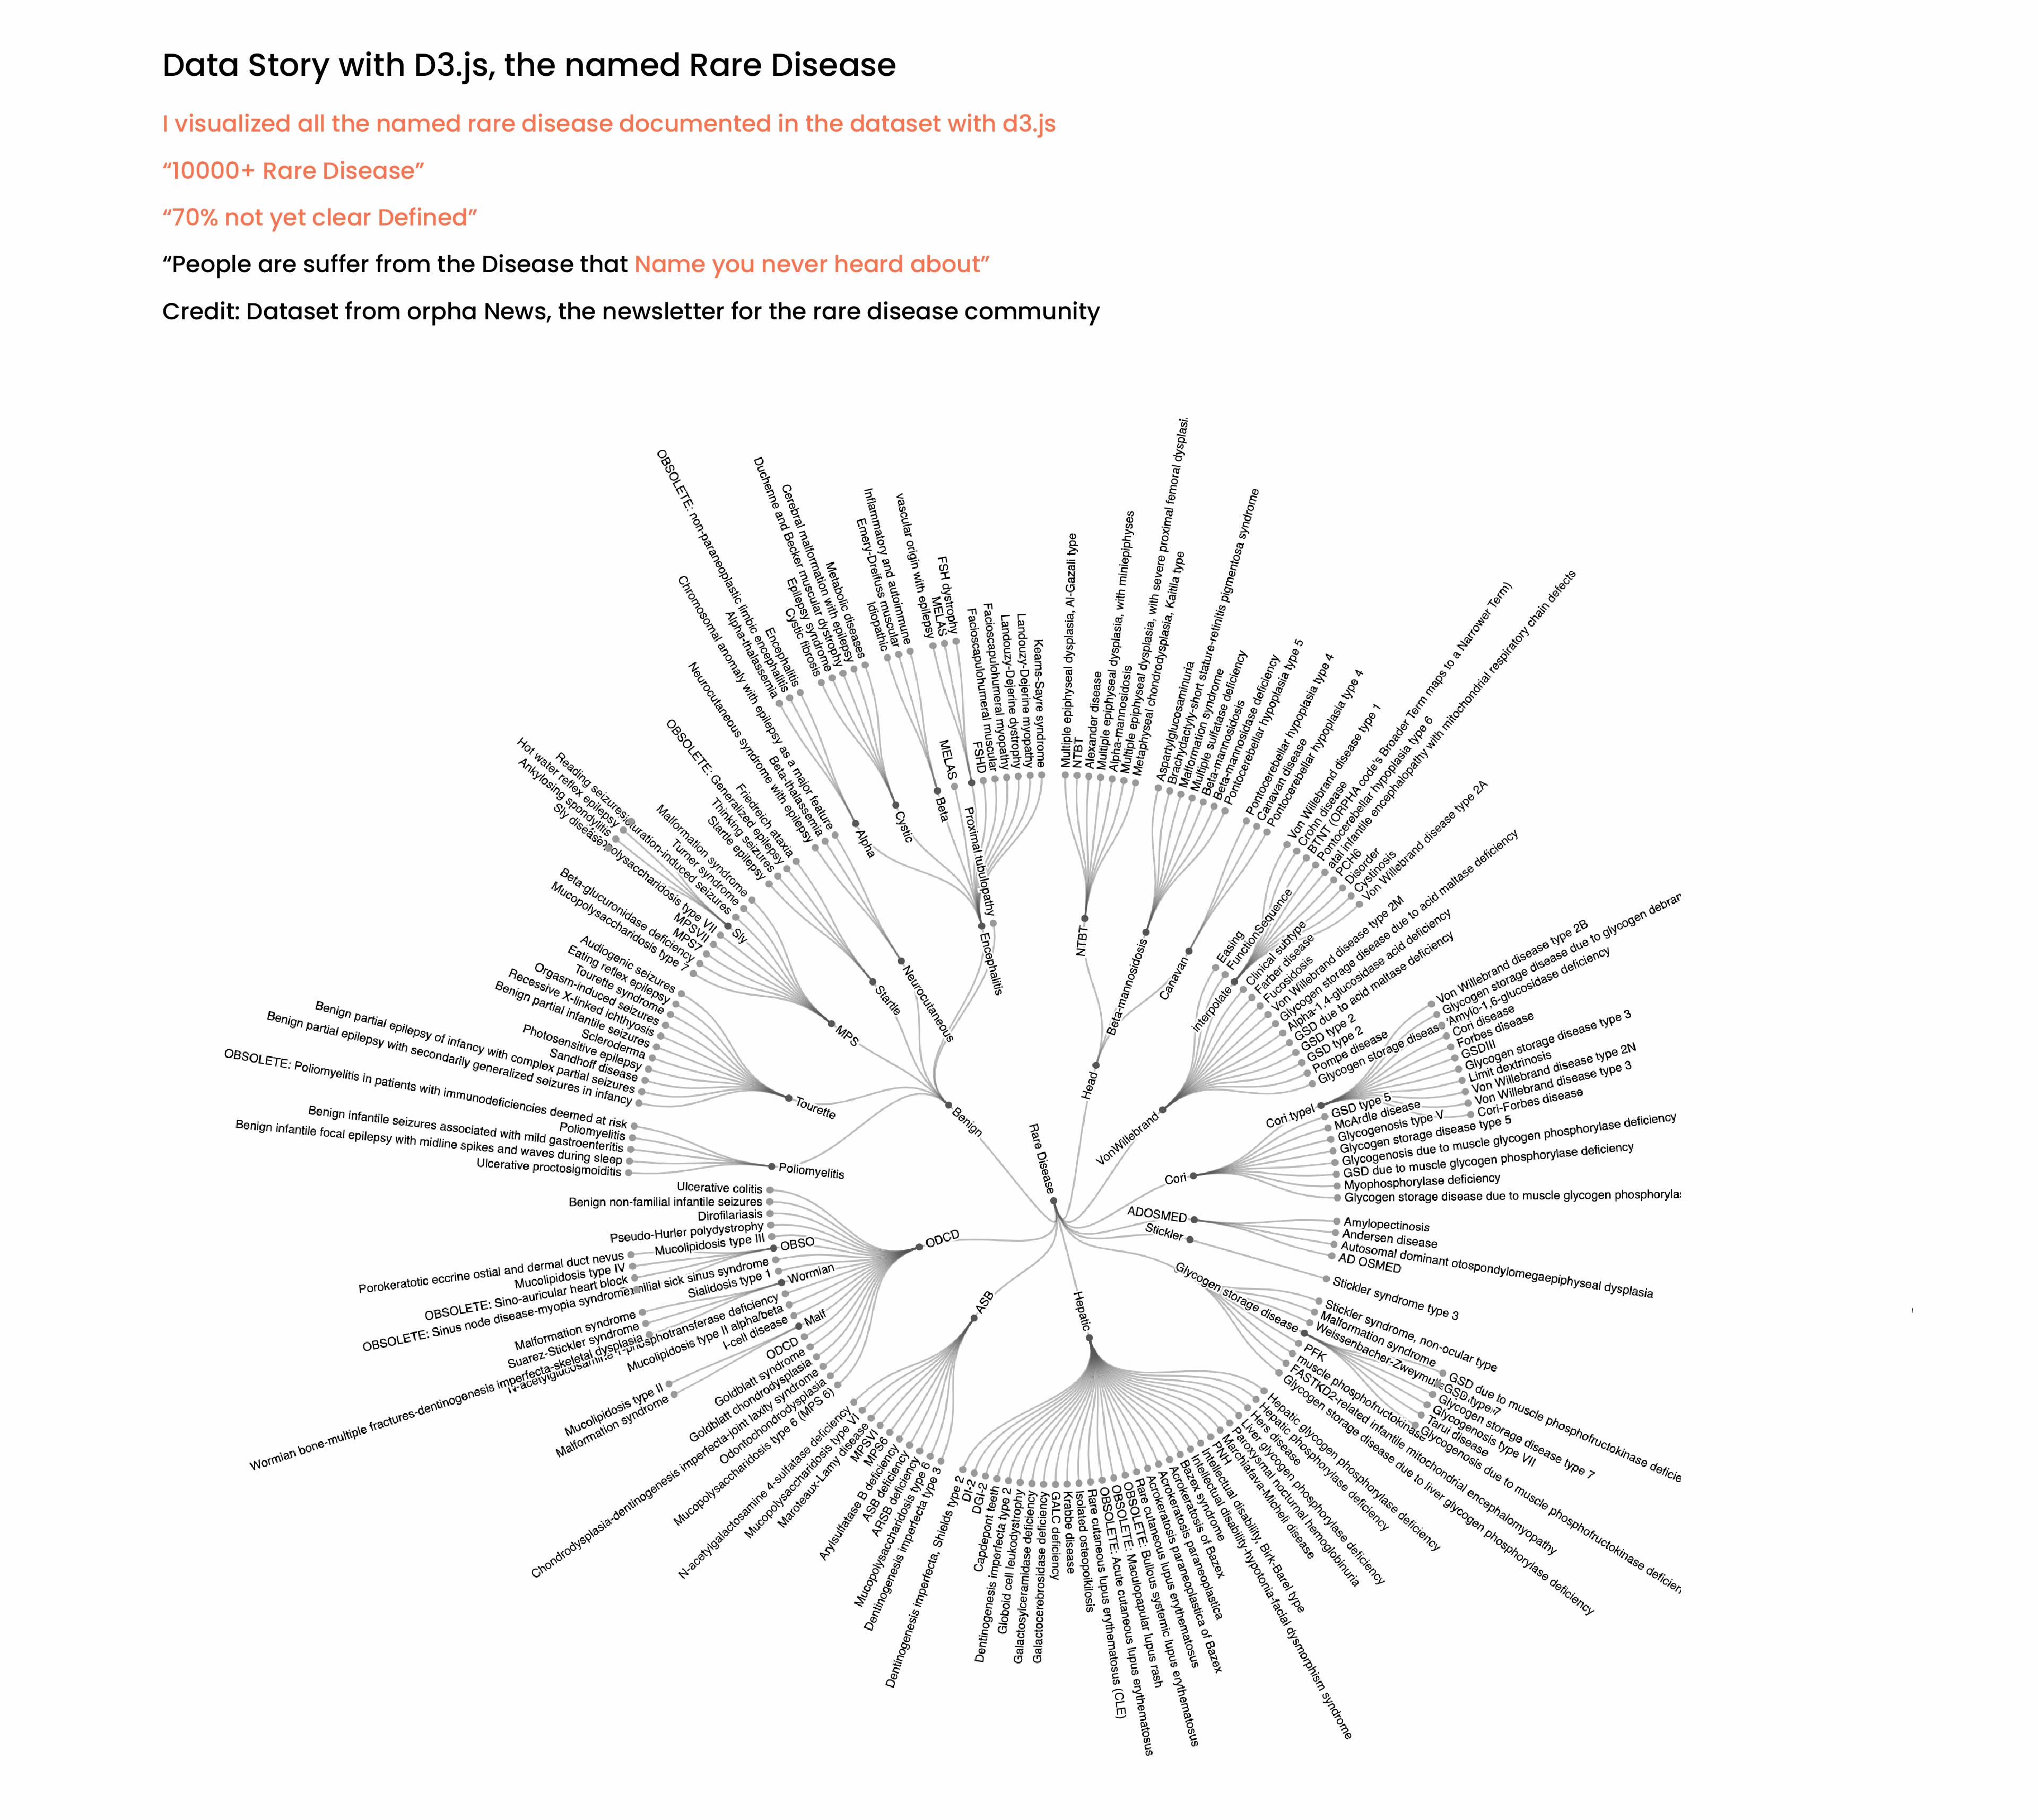 Data Story with D3.js, the named Rare Disease
I visualized all the named rare disease documented in the dataset with d3.js
“10000+ Rare Disease”
“70% not yet clear Defined”
“People are suffer from the Disease that Name you never heard about”
Credit: Dataset from orpha News, the newsletter for the rare disease community
Rare Disease
Head
NTBT
Multiple epiphyseal dysplasia, Al-Gazali type
NTBT
Alexander disease
Multiple epiphyseal dysplasia, with miniepiphyses
Alpha-mannosidosis
Multiple epiphyseal dysplasia, with severe proximal femoral dysplasi
Metaphyseal chondrodysplasia, Kaitila type
Beta-mannosidosis
Aspartylglucosaminuria
Brachydactyly-short stature-retinitis pigmentosa syndrome
Malformation syndrome
Multiple sulfatase deficiency
Beta-mannosidosis
Beta-mannosidase deficiency
Pontocerebellar hypoplasia type 5
Canavan
Pontocerebellar hypoplasia type 4
Canavan disease
Pontocerebellar hypoplasia type 4
VonWillebrand
Easing
FunctionSequence
interpolate
Von Willebrand disease type 1
Crohn disease
BTNT (ORPHA code's Broader Term maps to a Narrower Term)
Pontocerebellar hypoplasia type 6
atal infantile encephalopathy with mitochondrial respiratory chain defects
PCH6
Disorder
Cystinosis
Von Willebrand disease type 2A
Clinical subtype
Farber disease
Fucosidosis
Von Willebrand disease type 2M
Glycogen storage disease due to acid maltase deficiency
Alpha-1,4-glucosidase acid deficiency
GSD due to acid maltase deficiency
GSD type 2
GSD type 2
Pompe disease
Glycogen storage disease
Cori typeI
Von Willebrand disease type 2B
Glycogen storage disease due to glycogen debran
Amylo-1,6-glucosidase deficiency
Cori disease
Forbes disease
GSDIII
Glycogen storage disease type 3
Limit dextrinosis
Von Willebrand disease type 2N
Von Willebrand disease type 3
Cori-Forbes disease
Cori
GSD type 5
McArdle disease
Glycogenosis type V
Glycogen storage disease type 5
Glycogenosis due to muscle glycogen phosphorylase deficiency
GSD due to muscle glycogen phosphorylase deficiency
Myophosphorylase deficiency
Glycogen storage disease due to muscle glycogen phosphoryla
ADOSMED
Amylopectinosis
Andersen disease
Autosomal dominant otospondylomegaepiphyseal dysplasia
AD OSMED
Stickler
Stickler syndrome type 3
Glycogen storage disease
Stickler syndrome, non-ocular type
Malformation syndrome
Weissenbacher-Zweymu
GSD due to muscle phosphofructokinase deficie
GSD type 7
Glycogen storage disease type 7
Glycogenosis type VII
Tarui disease
Glycogenosis due to muscle phosphofructokinase deficien
PFK
muscle phosphofructokinase
FASTKD2-related infantile mitochondrial encephalomyopathy
Glycogen storage disease due to liver glycogen phosphorylase deficiency
Hepatic
Hepatic glycogen phosphorylase deficiency
Hepatic phosphorylase deficiency
Hers disease
Liver glycogen phosphorylase deficiency
Paroxysmal nocturnal hemoglobinuria
Marchiafava-Micheli disease
PNH
Intellectual disability, Birk-Barel type
Intellectual disability-hypotonia-facial dysmorphism syndrome
Bazex syndrome
Acrokeratosis of Bazex
Acrokeratosis paraneoplastica
Acrokeratosis paraneoplastica of Bazex
Rare cutaneous lupus erythematosus
OBSOLETE: Bullous systemic lupus erythematosus
OBSOLETE: Maculopapular lupus rash
OBSOLETE: Acute cutaneous lupus erythematosus
Rare cutaneous lupus erythematosus (CLE)
Isolated osteopoikilosis
Krabbe disease
GALC deficiency
Galactocerebrosidase deficiency
Galactosylceramidase deficiency
Globoid cell leukodystrophy
Dentinogenesis imperfecta type 2
Capdepont teeth
DGI-2
DI-2
Dentinogenesis imperfecta, Shields type 2
ASB
Dentinogenesis imperfecta type 3
Mucopolysaccharidosis type 6
ARSB deficiency
ASB deficiency
Arylsulfatase B deficiency
MPS6
MPSVI
Maroteaux-Lamy disease
Mucopolysaccharidosis type VI
N-acetylgalactosamine 4-sulfatase deficiency
ODCD
Mucopolysaccharidosis type 6 (MPS 6)
Odontochondrodysplasia
Chondrodysplasia-dentinogenesis imperfecta-joint laxity syndrome
Goldblatt chondrodysplasia
Goldblatt syndrome
ODCD
Malf
Malformation syndrome
Mucolipidosis type II
I-cell disease
Mucolipidosis type II alpha/beta
N-acetylglucosamine 1-phosphotransferase deficiency
Wormian
Wormian bone-multiple fractures-dentinogenesis imperfecta-skeletal dysplasia
Suarez-Stickler syndrome
Malformation syndrome
Sialidosis type 1
milial sick sinus syndrome
OBSO
OBSOLETE: Sinus node disease-myopia syndrome
OBSOLETE: Sino-auricular heart block
Mucolipidosis type IV
Porokeratotic eccrine ostial and dermal duct nevus
Mucolipidosis type III
Pseudo-Hurler polydystrophy
Dirofilariasis
Benign non-familial infantile seizures
Ulcerative colitis
Benign
Poliomyelitis
Ulcerative proctosigmoiditis
Benign infantile focal epilepsy with midline spikes and waves during sleep
Benign infantile seizures associated with mild gastroenteritis
Poliomyelitis
OBSOLETE: Poliomyelitis in patients with immunodeficiencies deemed at risk
Tourette
Benign partial epilepsy with secondarily generalized seizures in infancy
Benign partial epilepsy of infancy with complex partial seizures
Sandhoff disease
Photosensitive epilepsy
Scleroderma
Benign partial infantile seizures
Recessive X-linked ichthyosis
Orgasm-induced seizures
Tourette syndrome
Eating reflex epilepsy
Audiogenic seizures
MPS
Mucopolysaccharidosis type 7
Beta-glucuronidase deficiency
MPS7
MPSVII
polysaccharidosis type VII
Sly
Sly disease
Ankylosing spondylitis
Hot water reflex epilepsy
Reading seizures
turation-induced seizures
Turner syndrome
Malformation syndrome
Startle
Startle epilepsy
Thinking seizures
OBSOLETE: Generalized epilepsy
Friedreich ataxia
Neurocutaneous
Neurocutaneous syndrome with epilepsy
Beta-thalassemia
Chromosomal anomaly with epilepsy as a major feature
Encephalitis
Alpha
Alpha-thalassemia
OBSOLETE: non-paraneoplastic limbic encephalitis
Encephalitis
Cystic
Cystic fibrosis
Epilepsy syndrome
Duchenne and Becker muscular dystrophy
Cerebral malformation with epilepsy
Metabolic diseases
Beta
Idiopathic
Emery-Dreifuss muscular
Inflammatory and autoimmune
MELAS
Proximal tubulopathy
vascular origin with epilepsy
MELAS
FSH dystrophy
FSHD
Facioscapulohumeral muscular
Facioscapulohumeral myopathy
Landouzy-Dejerine dystrophy
Landouzy-Dejerine myopathy
Kearns-Sayre syndrome